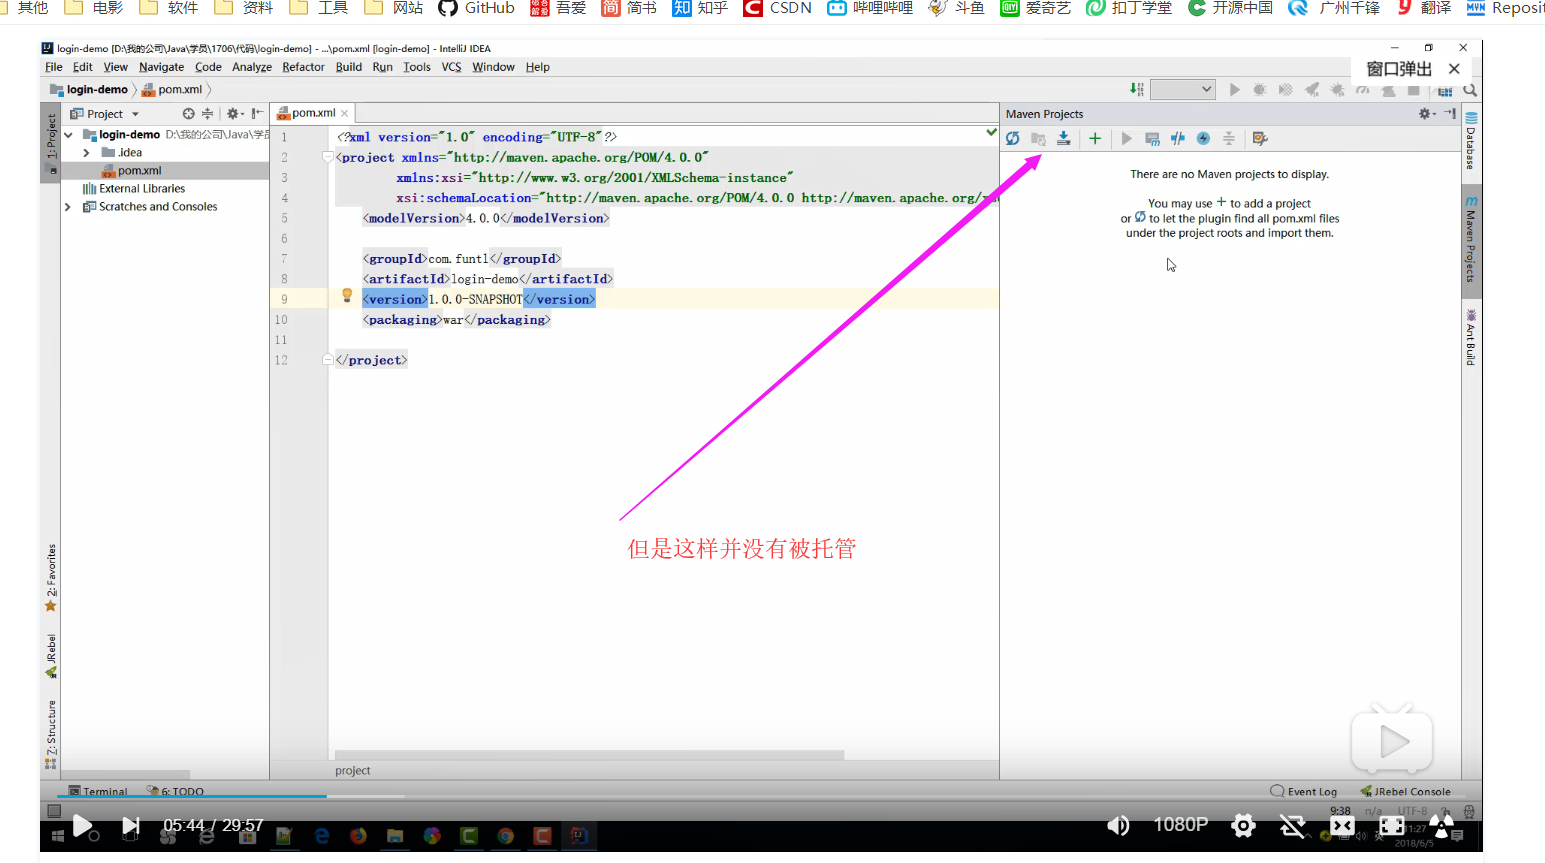 其他 电影 软件 资料 工具 网站 GitHub 吾爱 简书 知乎 CSDN 哔哩哔哩 斗鱼 爱奇艺 扣丁学堂 开源中国 广州千锋 翻译 Reposit
login-demo [D:\我的公司\Java\学员\1706\代码\login-demo] - ...\pom.xml [login-demo] - IntelliJ IDEA
File Edit View Navigate Code Analyze Refactor Build Run Tools VCS Window Help
窗口弹出
login-demo pom.xml
Project
pom.xml
Maven Projects
1: Project
login-demo D:\我的公司\Java\学员
.idea
pom.xml
External Libraries
Scratches and Consoles
1 <?xml version="1.0" encoding="UTF-8"?>
2 <project xmlns="http://maven.apache.org/POM/4.0.0"
3 xmlns:xsi="http://www.w3.org/2001/XMLSchema-instance"
4 xsi:schemaLocation="http://maven.apache.org/POM/4.0.0 http://maven.apache.org/xs
5 <modelVersion>4.0.0</modelVersion>
6
7 <groupId>com.funtl</groupId>
8 <artifactId>login-demo</artifactId>
9 <version>1.0.0-SNAPSHOT</version>
10 <packaging>war</packaging>
11
12 </project>
There are no Maven projects to display.
You may use + to add a project
or to let the plugin find all pom.xml files
under the project roots and import them.
Database
Maven Projects
Ant Build
但是这样并没有被托管
2: Favorites
JRebel
7: Structure
project
Terminal 6: TODO
Event Log JRebel Console
9:38 n/a UTF-8
05:44 / 29:57
1080P
11:27
2018/6/5